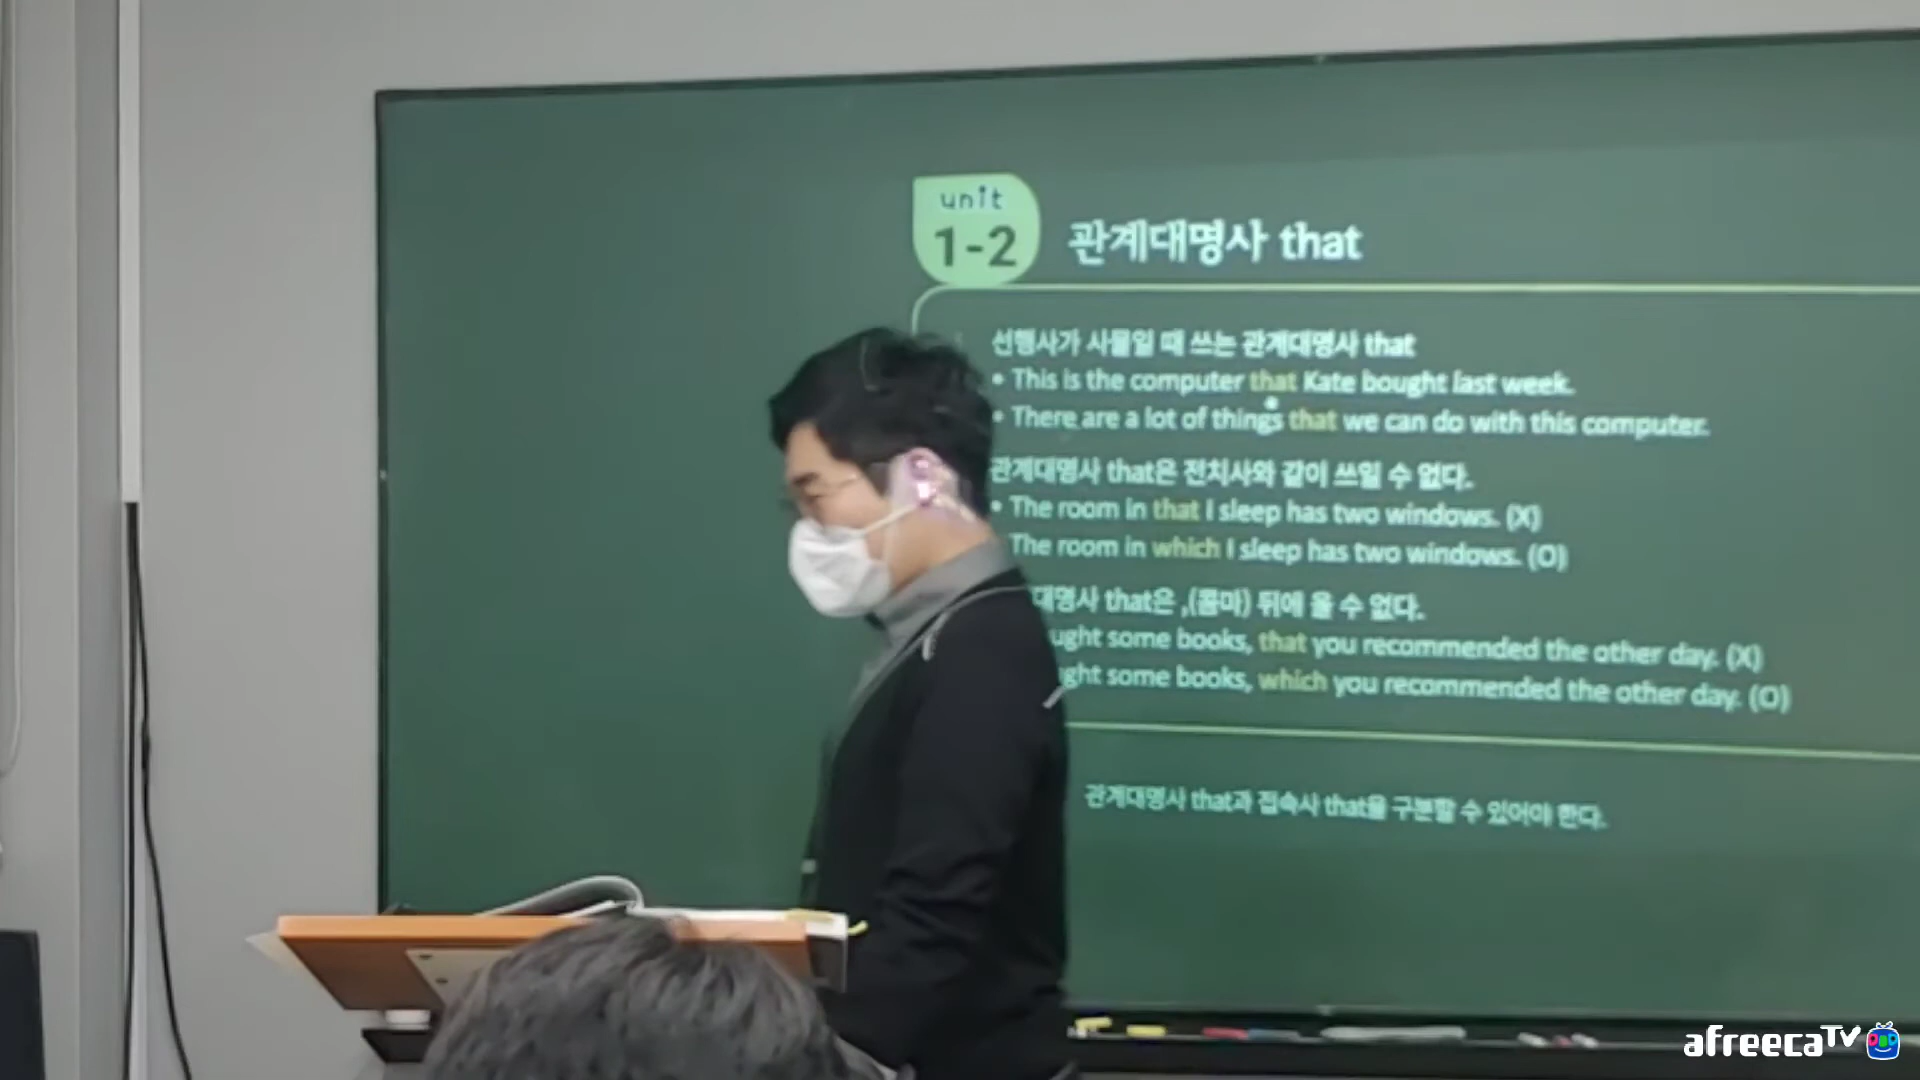 unit
1-2
관계대명사 that
선행사가 사물일 때 쓰는 관계대명사 that
• This is the computer that Kate bought last week.
• There are a lot of things that we can do with this computer.
관계대명사 that은 전치사와 같이 쓰일 수 없다.
• The room in that I sleep has two windows. (X)
The room in which I sleep has two windows. (O)
대명사 that은 ,(콤마) 뒤에 올 수 없다.
ught some books, that you recommended the other day. (X)
ght some books, which you recommended the other day. (O)
관계대명사 that과 접속사 that을 구분할 수 있어야 한다.
afreecaTV